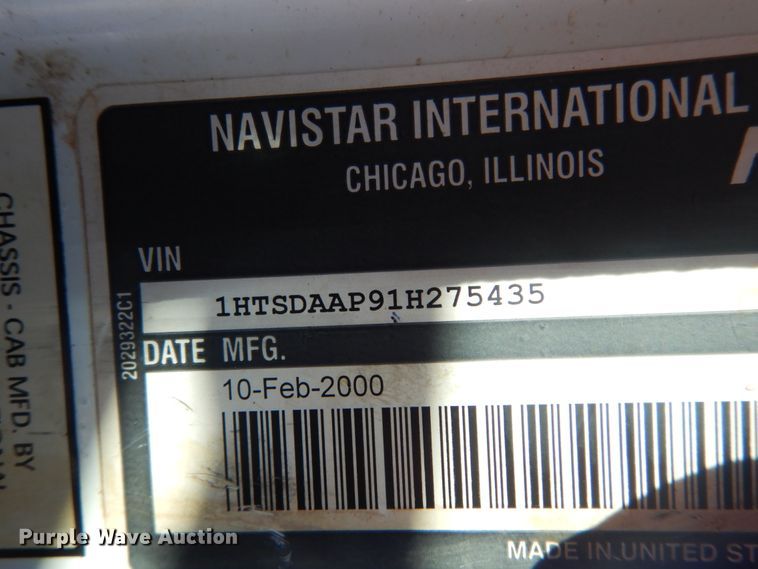 NAVISTAR INTERNATIONAL
CHICAGO, ILLINOIS
VIN
1HTSDAAP91H275435
DATE MFG.
10-Feb-2000
2029322C1
CHASSIS - CAB MFD. BY
MADE IN UNITED ST
Purple Wave Auction